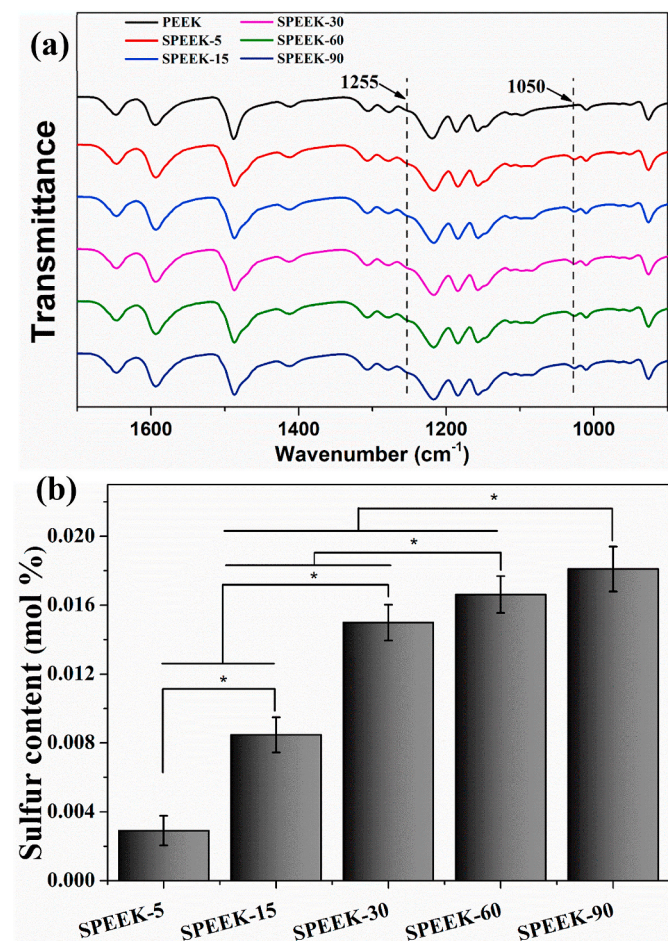 (a)
PEEK
SPEEK-30
SPEEK-5
SPEEK-60
SPEEK-15
SPEEK-90
1255
1050
Transmittance
1600
1400
1200
1000
Wavenumber (cm⁻¹)
(b)
*
*
*
*
0.020
0.016
0.012
0.008
0.004
0.000
Sulfur content (mol %)
SPEEK-5
SPEEK-15
SPEEK-30
SPEEK-60
SPEEK-90